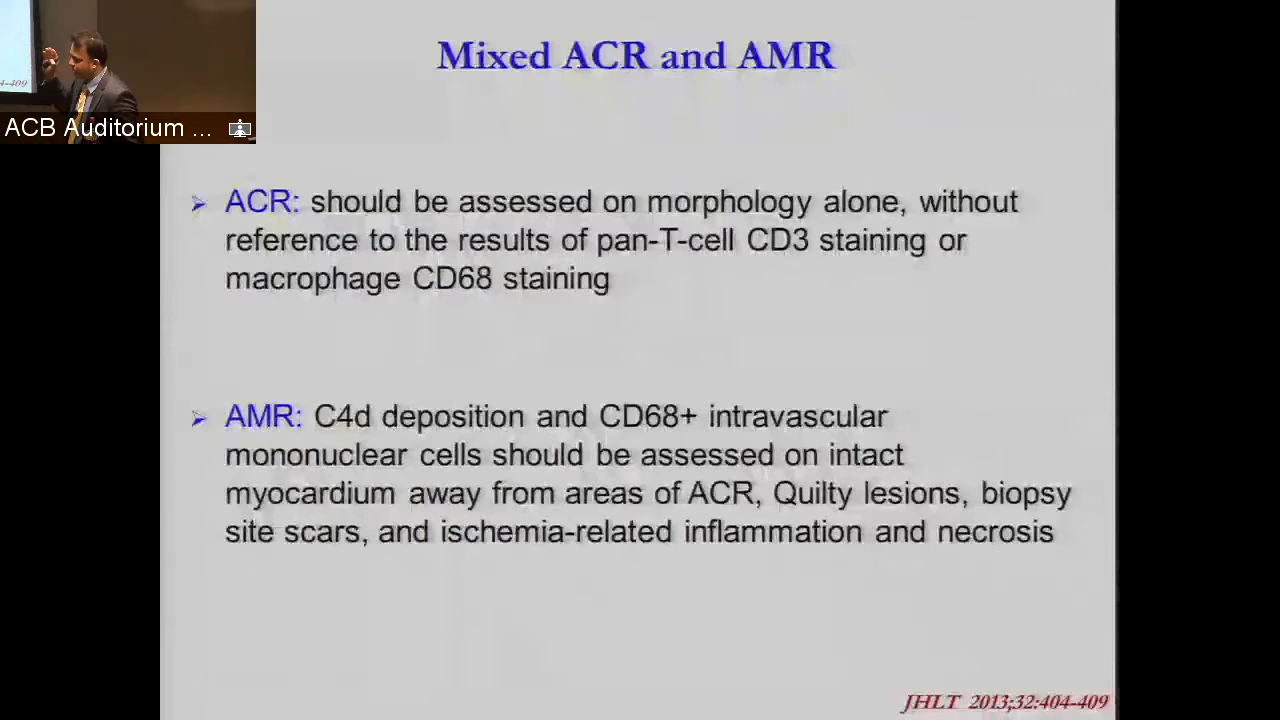 Mixed ACR and AMR
4-409
ACB Auditorium ...
➢ ACR: should be assessed on morphology alone, without
reference to the results of pan-T-cell CD3 staining or
macrophage CD68 staining
➢ AMR: C4d deposition and CD68+ intravascular
mononuclear cells should be assessed on intact
myocardium away from areas of ACR, Quilty lesions, biopsy
site scars, and ischemia-related inflammation and necrosis
JHLT 2013;32:404-409